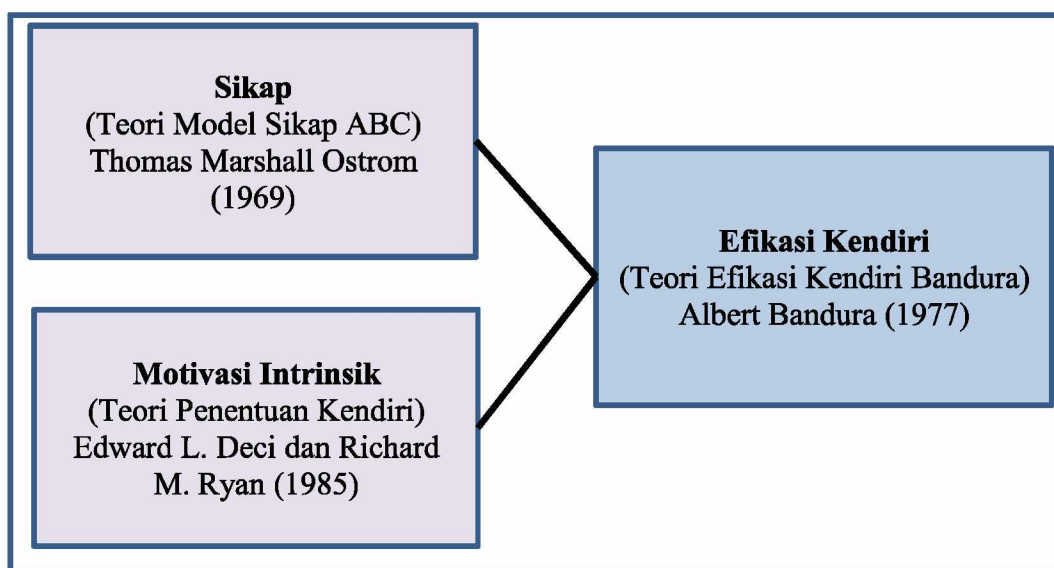 Sikap
(Teori Model Sikap ABC)
Thomas Marshall Ostrom
(1969)
Motivasi Intrinsik
(Teori Penentuan Kendiri)
Edward L. Deci dan Richard
M. Ryan (1985)
Efikasi Kendiri
(Teori Efikasi Kendiri Bandura)
Albert Bandura (1977)